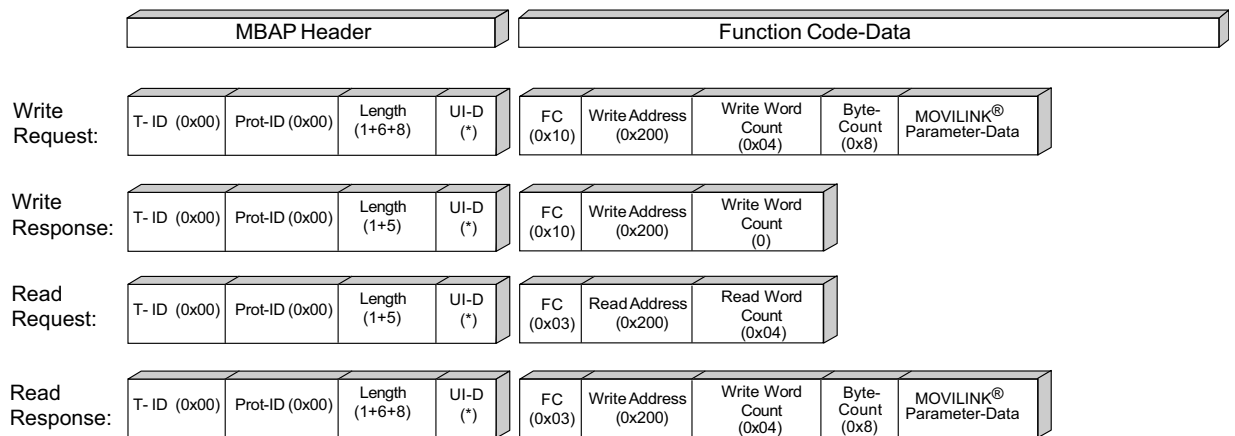 MBAP Header
Function Code-Data
Write
Request:
T- ID (0x00)
Prot-ID (0x00)
Length
(1+6+8)
UI-D
(*)
FC
(0x10)
Write Address
(0x200)
Write Word
Count
(0x04)
Byte-
Count
(0x8)
MOVILINK®
Parameter-Data
Write
Response:
T- ID (0x00)
Prot-ID (0x00)
Length
(1+5)
UI-D
(*)
FC
(0x10)
Write Address
(0x200)
Write Word
Count
(0)
Read
Request:
T- ID (0x00)
Prot-ID (0x00)
Length
(1+5)
UI-D
(*)
FC
(0x03)
Read Address
(0x200)
Read Word
Count
(0x04)
Read
Response:
T- ID (0x00)
Prot-ID (0x00)
Length
(1+6+8)
UI-D
(*)
FC
(0x03)
Write Address
(0x200)
Write Word
Count
(0x04)
Byte-
Count
(0x8)
MOVILINK®
Parameter-Data